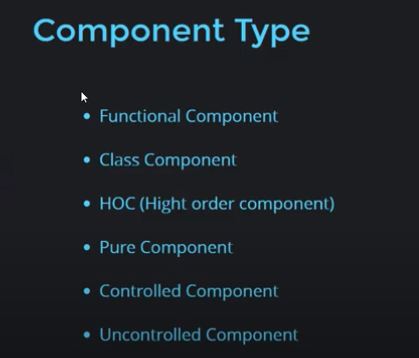 Component Type
• Functional Component
• Class Component
• HOC (Hight order component)
• Pure Component
• Controlled Component
• Uncontrolled Component